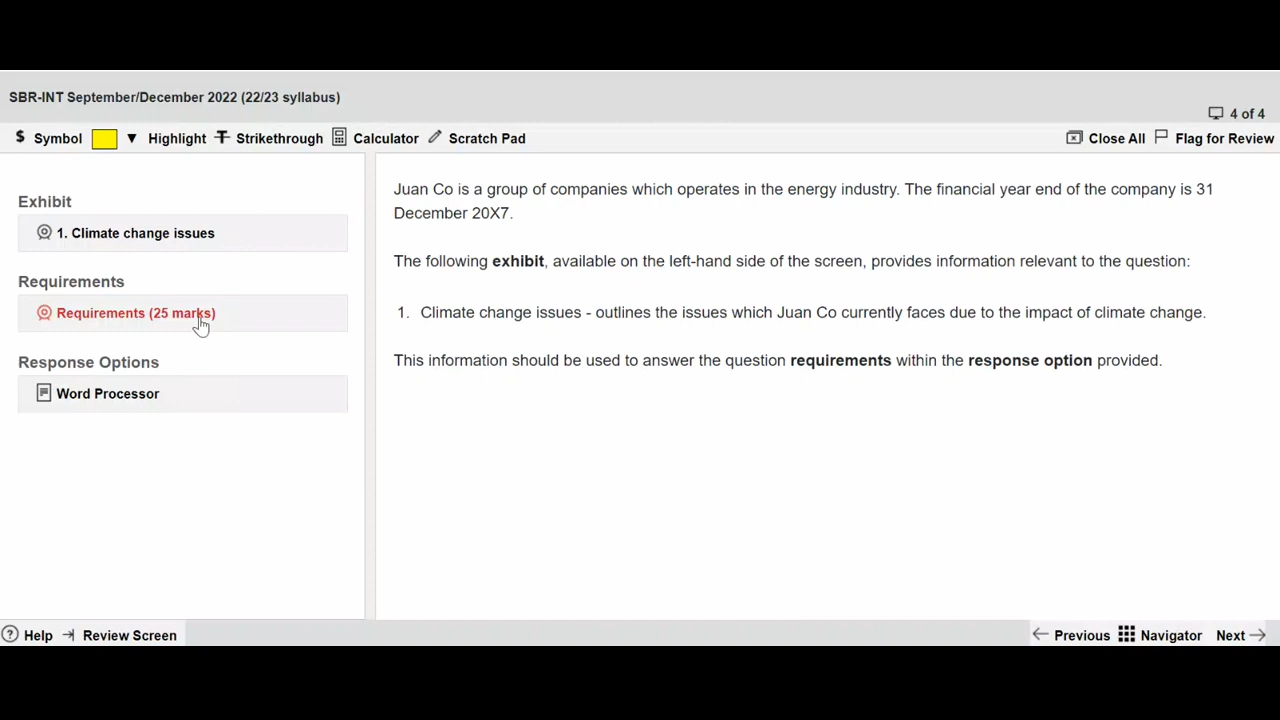 SBR-INT September/December 2022 (22/23 syllabus)
4 of 4
$ Symbol ▼ Highlight T Strikethrough Calculator Scratch Pad Close All Flag for Review
Exhibit
1. Climate change issues
Requirements
Requirements (25 marks)
Response Options
Word Processor
Juan Co is a group of companies which operates in the energy industry. The financial year end of the company is 31
December 20X7.
The following exhibit, available on the left-hand side of the screen, provides information relevant to the question:
1. Climate change issues - outlines the issues which Juan Co currently faces due to the impact of climate change.
This information should be used to answer the question requirements within the response option provided.
? Help Review Screen Previous Navigator Next